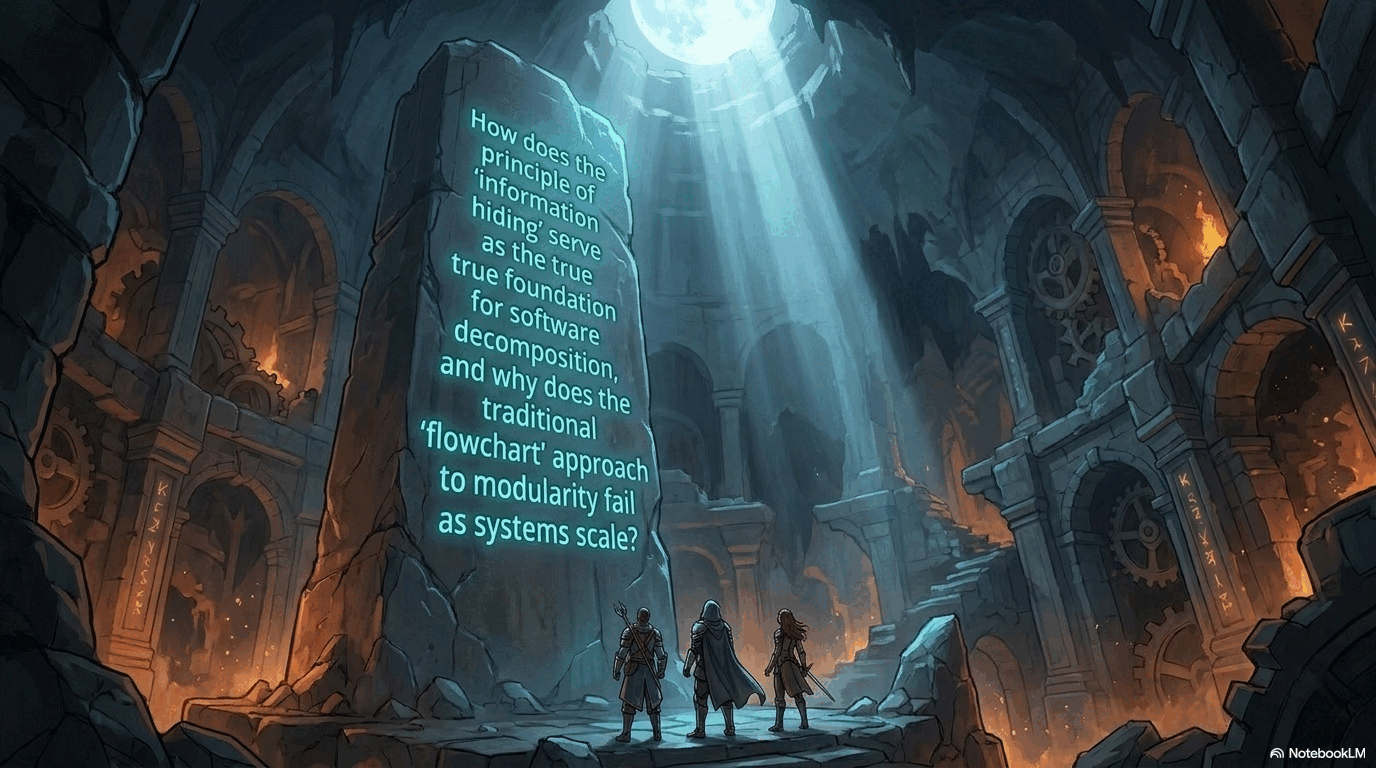 How does the
principle of
‘information
hiding’ serve
as the true
true foundation
for software
decomposition,
and why does the
traditional
‘flowchart’ approach
to modularity fail
as systems scale?
NotebookLM